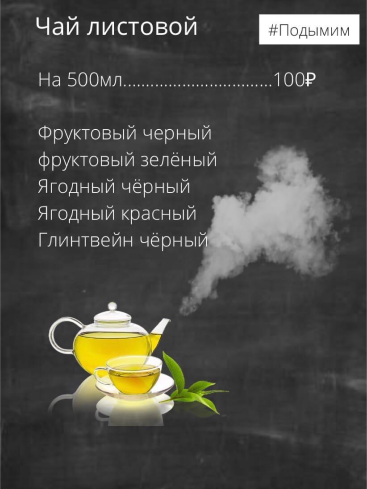 Чай листовой
#Подымим
На 500мл.................................100₽
Фруктовый черный
фруктовый зелёный
Ягодный чёрный
Ягодный красный
Глинтвейн чёрный